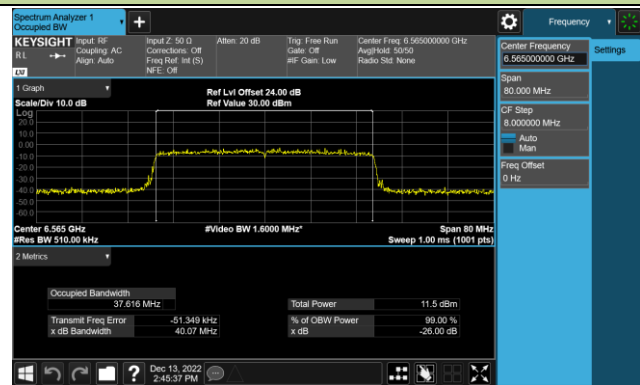 Spectrum Analyzer 1
Occupied BW
Frequency
KEYSIGHT
Input: RF
Input Z: 50 Ω
Atten: 20 dB
Trig: Free Run
Center Freq: 6.565000000 GHz
RL
Coupling: AC
Corrections: Off
Gate: Off
Avg|Hold: 50/50
Align: Auto
Freq Ref: Int (S)
#IF Gain: Low
Radio Std: None
NFE: Off
LXI
Center Frequency
6.565000000 GHz
Settings
Span
80.000 MHz
CF Step
8.000000 MHz
Auto
Man
Freq Offset
0 Hz
1 Graph
Ref Lvl Offset 24.00 dB
Scale/Div 10.0 dB
Ref Value 30.00 dBm
Log
20.0
10.0
0.00
-10.0
-20.0
-30.0
-40.0
-50.0
-60.0
Center 6.565 GHz
#Video BW 1.6000 MHz*
Span 80 MHz
#Res BW 510.00 kHz
Sweep 1.00 ms (1001 pts)
2 Metrics
Occupied Bandwidth
37.616 MHz
Total Power
11.5 dBm
Transmit Freq Error
-51.349 kHz
% of OBW Power
99.00 %
x dB Bandwidth
40.07 MHz
x dB
-26.00 dB
?
Dec 13, 2022
2:45:37 PM